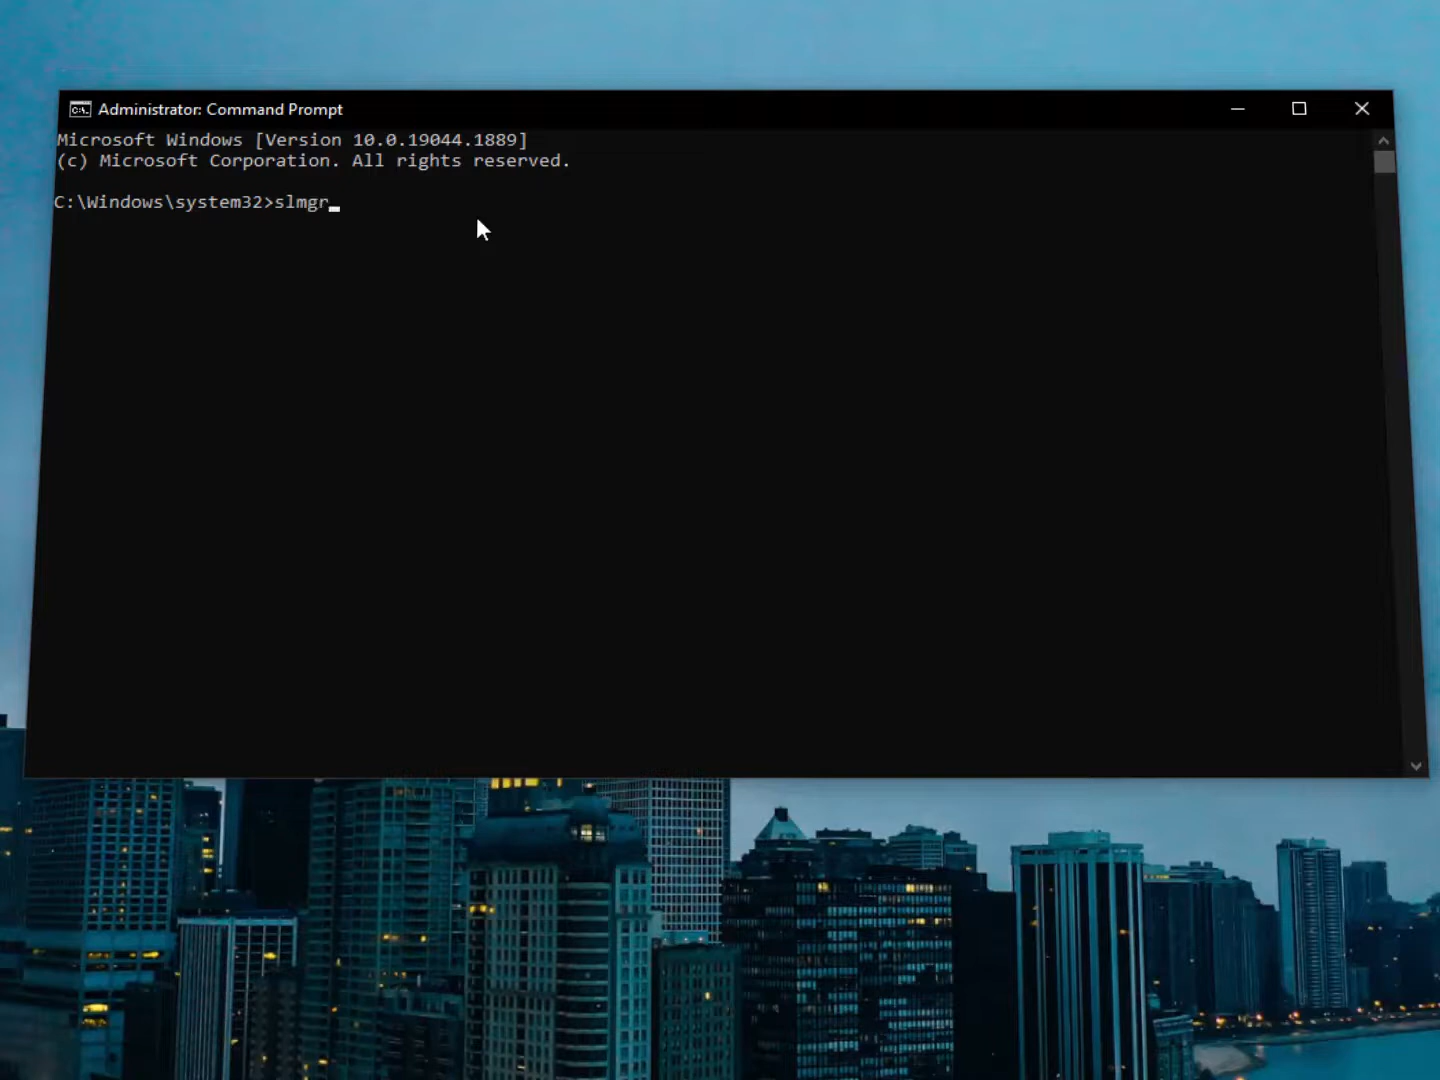 Administrator: Command Prompt
Microsoft Windows [Version 10.0.19044.1889]
(c) Microsoft Corporation. All rights reserved.
C:\Windows\system32>slmgr